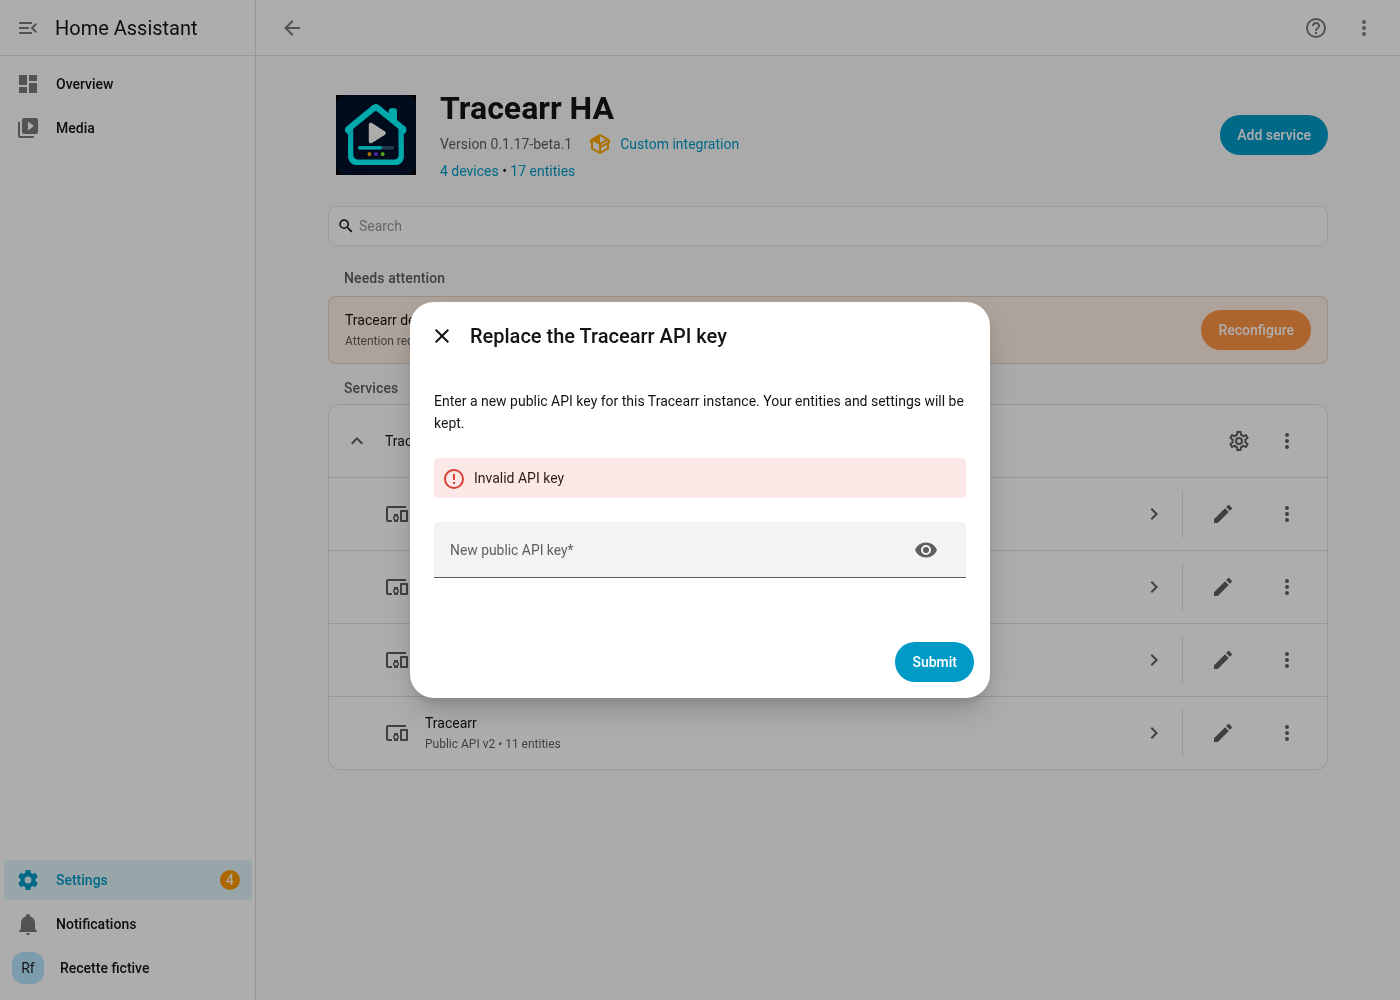 Home Assistant
Overview
Media
Tracearr HA
Version 0.1.17-beta.1
Custom integration
4 devices • 17 entities
Add service
Search
Needs attention
Tracearr
Attention
Reconfigure
Replace the Tracearr API key
Enter a new public API key for this Tracearr instance. Your entities and settings will be
kept.
Invalid API key
New public API key*
Submit
Services
Tracearr
Public API v2 • 11 entities
Settings
4
Notifications
Rf
Recette fictive